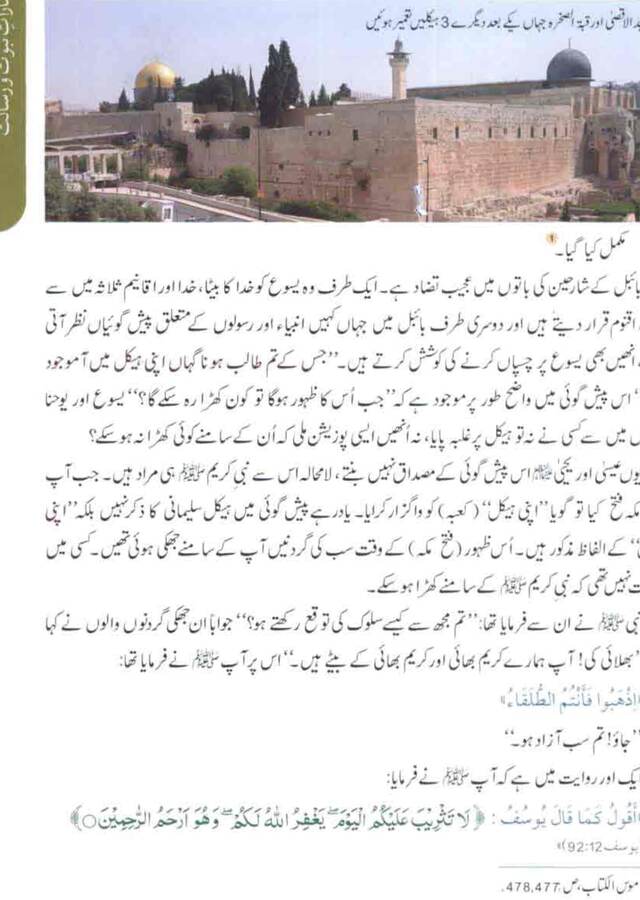 نبوت و رسالت
الاقصیٰ اور قبۃ الصخرہ جہاں یکے بعد دیگرے 3 ہیکلیں تعمیر ہوئیں
مکمل کیا گیا۔
بائبل کے شارحین کی باتوں میں عجیب تضاد ہے۔ ایک طرف وہ یسوع کو خدا کا بیٹا، خدا اور اقانیم ثلاثہ میں سے
اقنوم قرار دیتے ہیں اور دوسری طرف بائبل میں جہاں کہیں انبیاء اور رسولوں کے متعلق پیش گوئیاں نظر آتی
انھیں بھی یسوع پر چسپاں کرنے کی کوشش کرتے ہیں۔ ’’جس کے تم طالب ہو ناگہاں اپنی ہیکل میں آ موجود
‘‘ اس پیش گوئی میں واضح طور پر موجود ہے کہ ’’جب اُس کا ظہور ہوگا تو کون کھڑا رہ سکے گا؟‘‘ یسوع اور یوحنا
میں سے کسی نے نہ تو ہیکل پر غلبہ پایا، نہ اُنھیں ایسی پوزیشن ملی کہ اُن کے سامنے کوئی کھڑا نہ ہو سکے؟
یوں عیسیٰ اور یحییٰ علیہما السلام اس پیش گوئی کے مصداق نہیں بنتے، لامحالہ اس سے نبی کریم ﷺ ہی مراد ہیں۔ جب آپ
مکہ فتح کیا تو گویا ’’اپنی ہیکل‘‘ (کعبہ) کو واگزار کرایا۔ یاد رہے پیش گوئی میں ہیکل سلیمانی کا ذکر نہیں بلکہ ’’اپنی
‘‘ کے الفاظ مذکور ہیں۔ اُس ظہور (فتح مکہ) کے وقت سب کی گردنیں آپ کے سامنے جھکی ہوئی تھیں۔ کسی میں
ت نہیں تھی کہ نبی کریم ﷺ کے سامنے کھڑا ہو سکے۔
نبی ﷺ نے ان سے فرمایا تھا: ’’تم مجھ سے کیسے سلوک کی توقع رکھتے ہو؟‘‘ جواباً ان جھکی گردنوں والوں نے کہا
’’بھلائی کی! آپ ہمارے کریم بھائی اور کریم بھائی کے بیٹے ہیں۔‘‘ اس پر آپ ﷺ نے فرمایا تھا:
«اِذْهَبُوا فَأَنْتُمُ الطُّلَقَاءُ»
’’جاؤ! تم سب آزاد ہو۔‘‘
ایک اور روایت میں ہے کہ آپ ﷺ نے فرمایا:
«أَقُولُ كَمَا قَالَ يُوسُفُ : ﴿ لَا تَثْرِيبَ عَلَيْكُمُ الْيَوْمَ ۖ يَغْفِرُ اللَّهُ لَكُمْ ۖ وَهُوَ أَرْحَمُ الرَّاحِمِينَ ○﴾
یوسف 92:12)»
الکتاب، ص: 478,477.